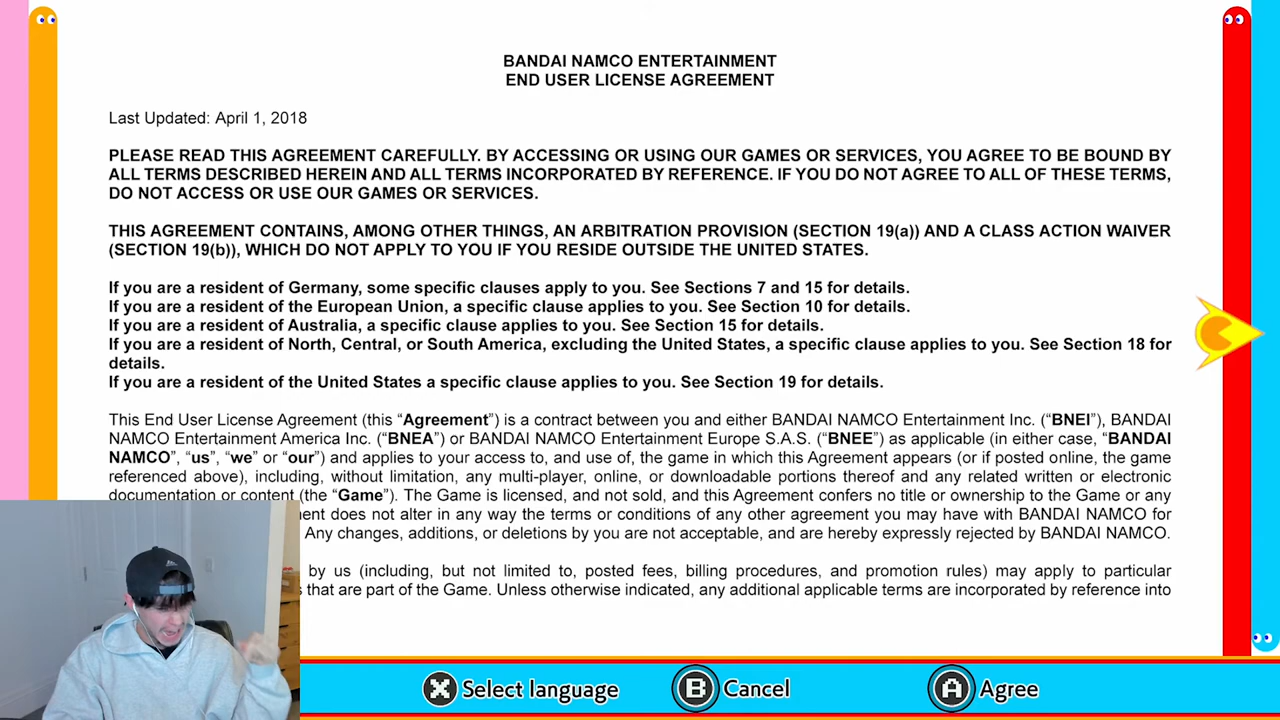 BANDAI NAMCO ENTERTAINMENT
END USER LICENSE AGREEMENT
Last Updated: April 1, 2018
PLEASE READ THIS AGREEMENT CAREFULLY. BY ACCESSING OR USING OUR GAMES OR SERVICES, YOU AGREE TO BE BOUND BY
ALL TERMS DESCRIBED HEREIN AND ALL TERMS INCORPORATED BY REFERENCE. IF YOU DO NOT AGREE TO ALL OF THESE TERMS,
DO NOT ACCESS OR USE OUR GAMES OR SERVICES.
THIS AGREEMENT CONTAINS, AMONG OTHER THINGS, AN ARBITRATION PROVISION (SECTION 19(a)) AND A CLASS ACTION WAIVER
(SECTION 19(b)), WHICH DO NOT APPLY TO YOU IF YOU RESIDE OUTSIDE THE UNITED STATES.
If you are a resident of Germany, some specific clauses apply to you. See Sections 7 and 15 for details.
If you are a resident of the European Union, a specific clause applies to you. See Section 10 for details.
If you are a resident of Australia, a specific clause applies to you. See Section 15 for details.
If you are a resident of North, Central, or South America, excluding the United States, a specific clause applies to you. See Section 18 for
details.
If you are a resident of the United States a specific clause applies to you. See Section 19 for details.
This End User License Agreement (this “Agreement”) is a contract between you and either BANDAI NAMCO Entertainment Inc. (“BNEI”), BANDAI
NAMCO Entertainment America Inc. (“BNEA”) or BANDAI NAMCO Entertainment Europe S.A.S. (“BNEE”) as applicable (in either case, “BANDAI
NAMCO”, “us”, “we” or “our”) and applies to your access to, and use of, the game in which this Agreement appears (or if posted online, the game
referenced above), including, without limitation, any multi-player, online, or downloadable portions thereof and any related written or electronic
documentation or content (the “Game”). The Game is licensed, and not sold, and this Agreement confers no title or ownership to the Game or any
ent does not alter in any way the terms or conditions of any other agreement you may have with BANDAI NAMCO for
Any changes, additions, or deletions by you are not acceptable, and are hereby expressly rejected by BANDAI NAMCO.
by us (including, but not limited to, posted fees, billing procedures, and promotion rules) may apply to particular
that are part of the Game. Unless otherwise indicated, any additional applicable terms are incorporated by reference into
X Select language B Cancel A Agree